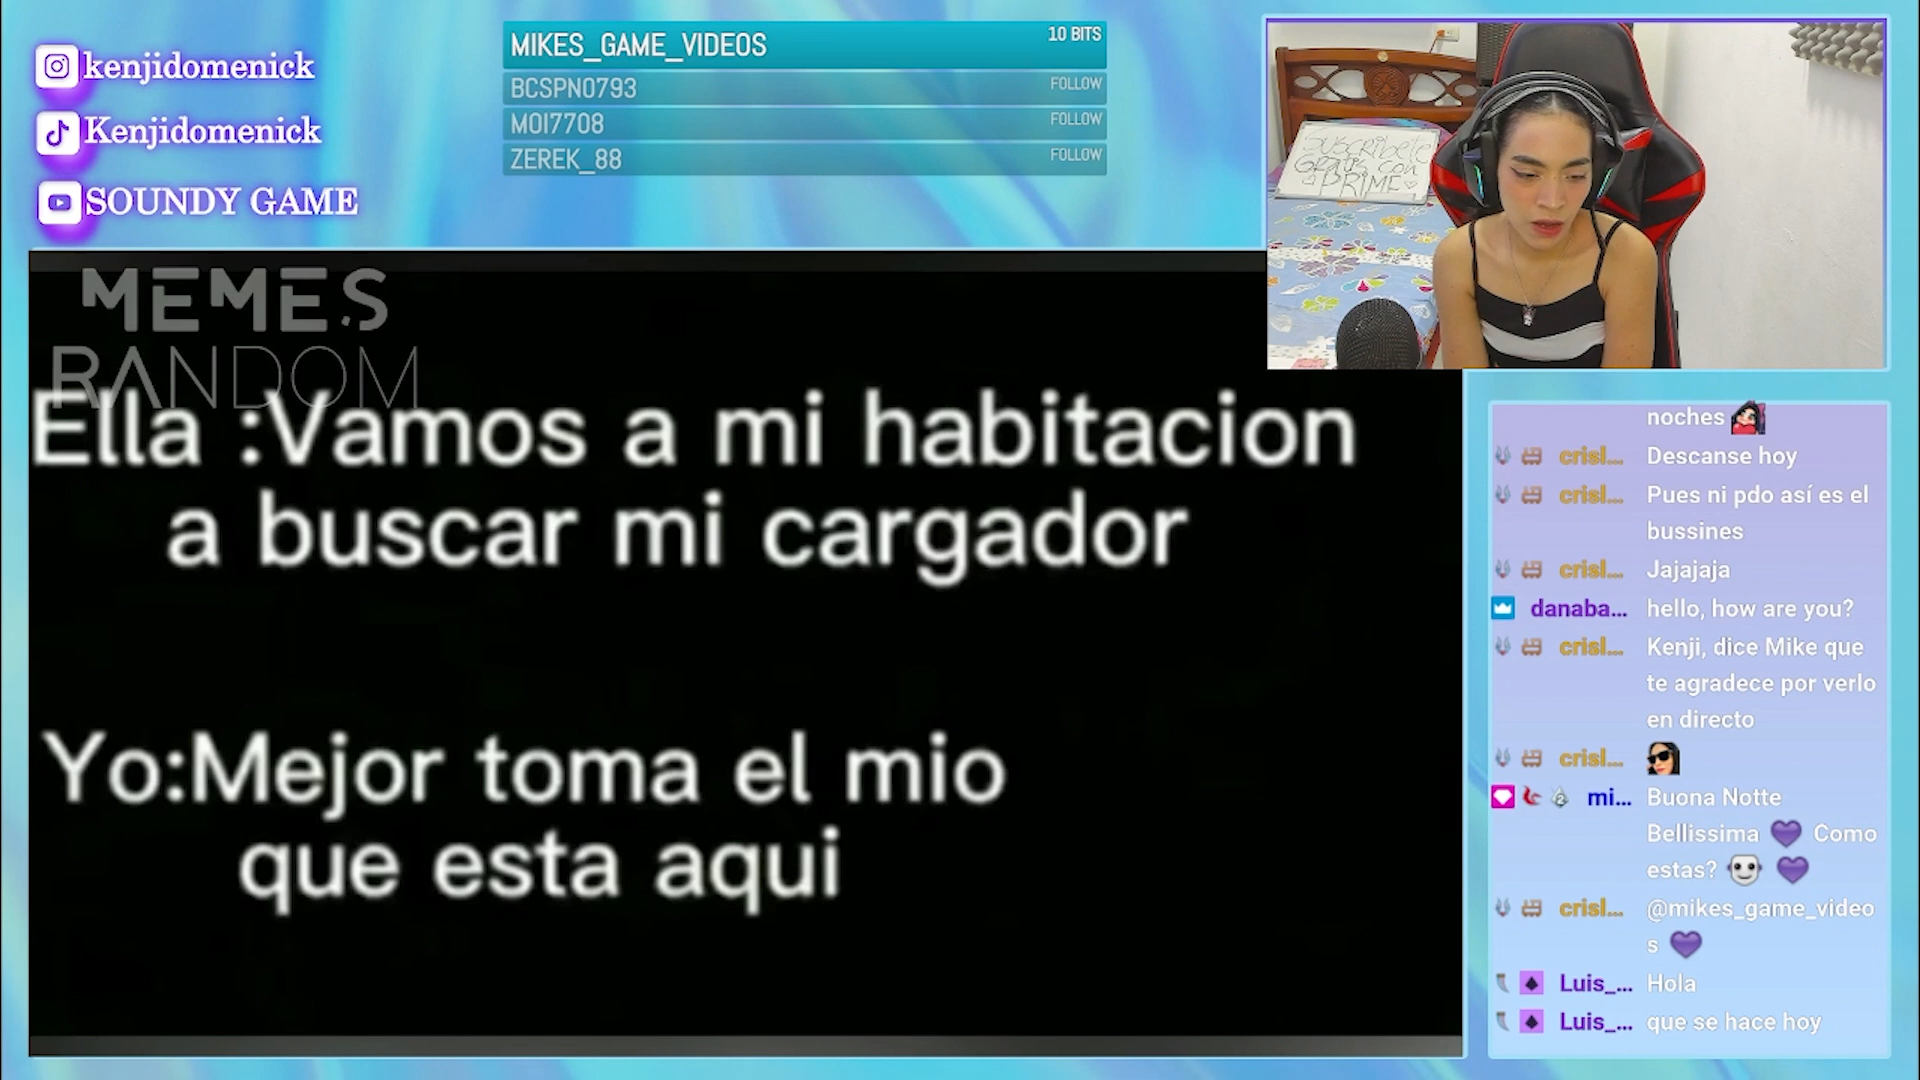 kenjidomenick
Kenjidomenick
SOUNDY GAME
MIKES_GAME_VIDEOS 10 BITS
BCSPN0793 FOLLOW
MOI7708 FOLLOW
ZEREK_88 FOLLOW
SUSCRIBETE
GRATIS con
PRIME
MEMES
RANDOM
Ella :Vamos a mi habitacion
a buscar mi cargador
Yo:Mejor toma el mio
que esta aqui
noches
crisl... Descanse hoy
crisl... Pues ni pdo así es el
bussines
crisl... Jajajaja
danaba... hello, how are you?
crisl... Kenji, dice Mike que
te agradece por verlo
en directo
crisl...
mi... Buona Notte
Bellissima 💜 Como
estas? 💜
crisl... @mikes_game_video
s 💜
Luis_... Hola
Luis_... que se hace hoy